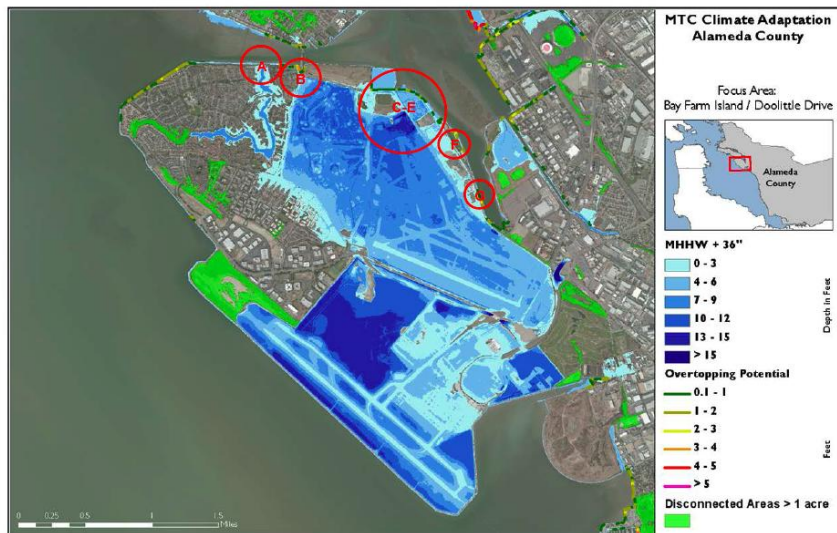 MTC Climate Adaptation
Alameda County
Focus Area:
Bay Farm Island / Doolittle Drive
Alameda
County
MHHW + 36"
0 - 3
4 - 6
7 - 9
10 - 12
13 - 15
> 15
Depth in Feet
Overtopping Potential
0.1 - 1
1 - 2
2 - 3
3 - 4
4 - 5
> 5
Feet
Disconnected Areas > 1 acre
A
B
C-E
F
G
0 0.25 0.5 1 1.5
Miles